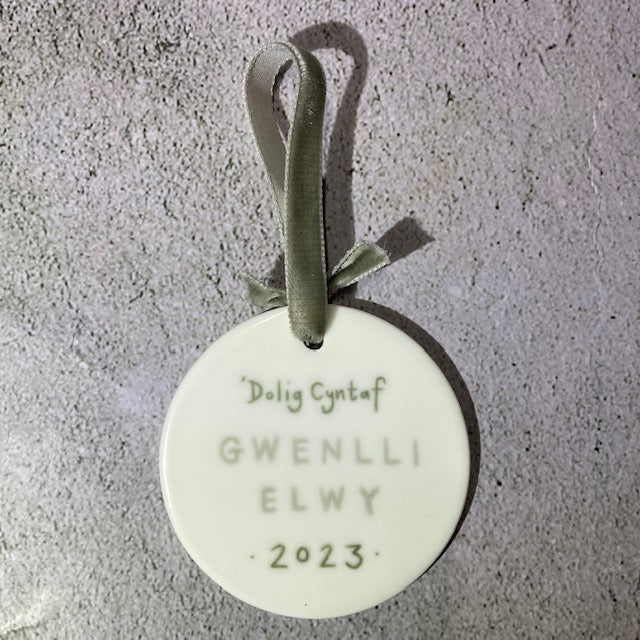 'Dolig Cyntaf
GWENLLI
ELWY
· 2023 ·